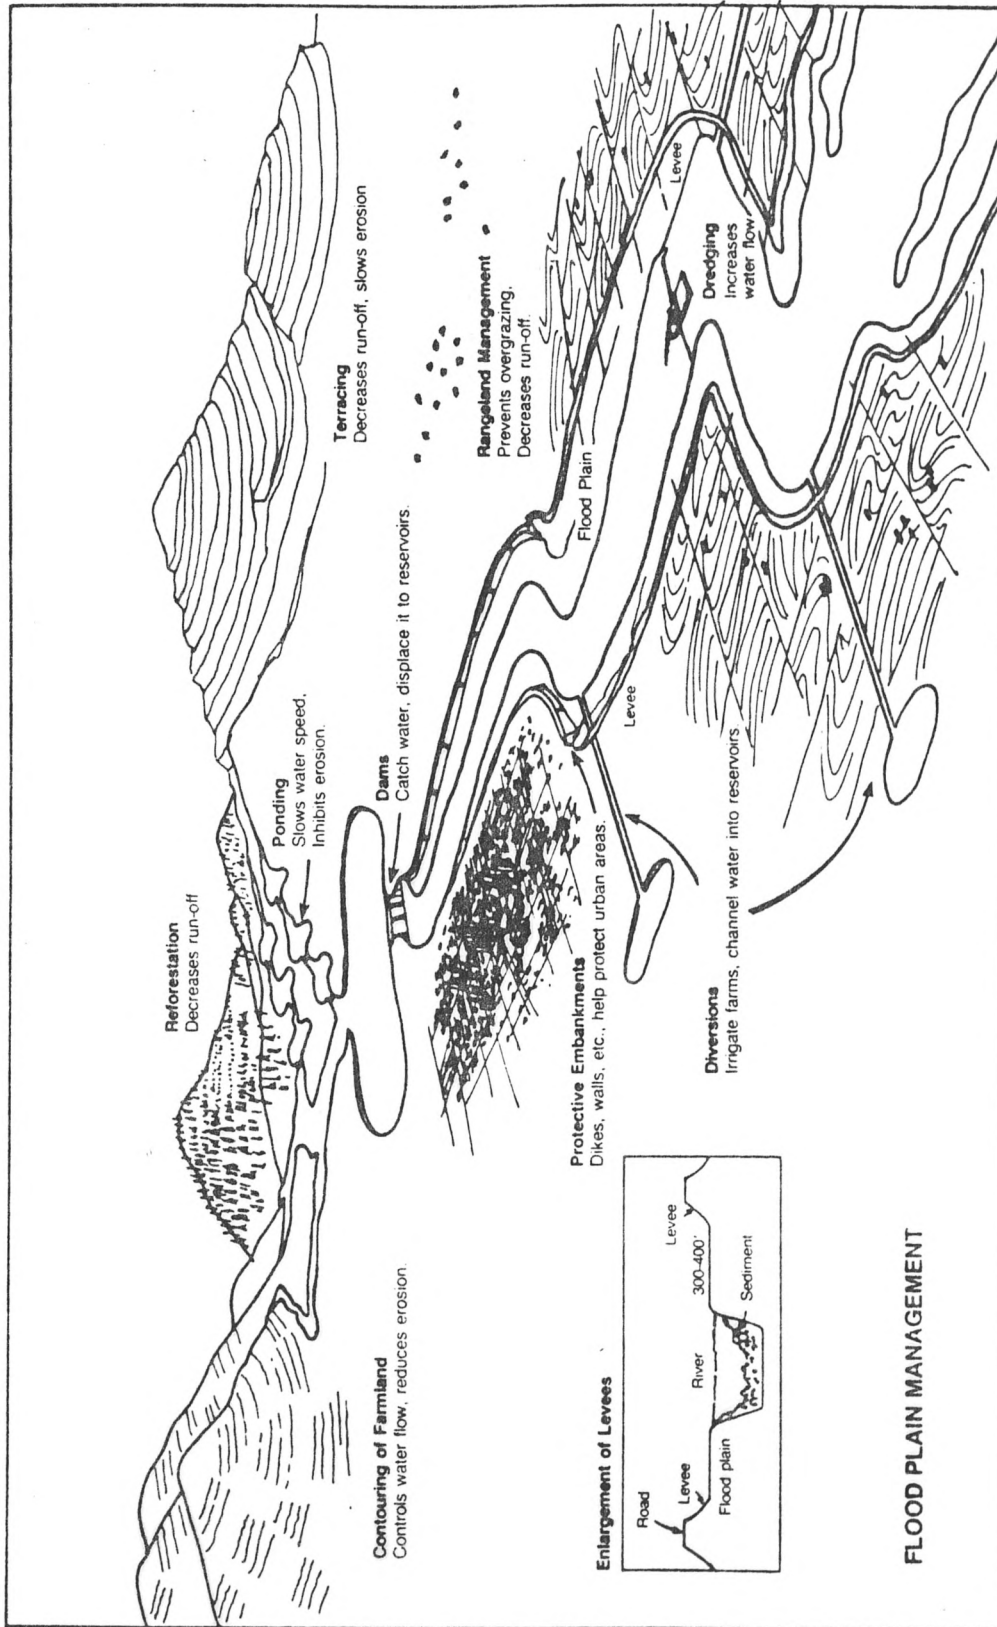 Reforestation
Decreases run-off
Terracing
Decreases run-off, slows erosion
Ponding
Slows water speed,
Inhibits erosion.
Contouring of Farmland
Controls water flow, reduces erosion.
Dams
Catch water, displace it to reservoirs.
Rangeland Management
Prevents overgrazing,
Decreases run-off.
Flood Plain
Levee
Levee
Dredging
Increases
water flow
Protective Embankments
Dikes, walls, etc., help protect urban areas.
Diversions
Irrigate farms, channel water into reservoirs
Enlargement of Levees
Road
Levee
Flood plain
River
300-400'
Levee
Sediment
FLOOD PLAIN MANAGEMENT